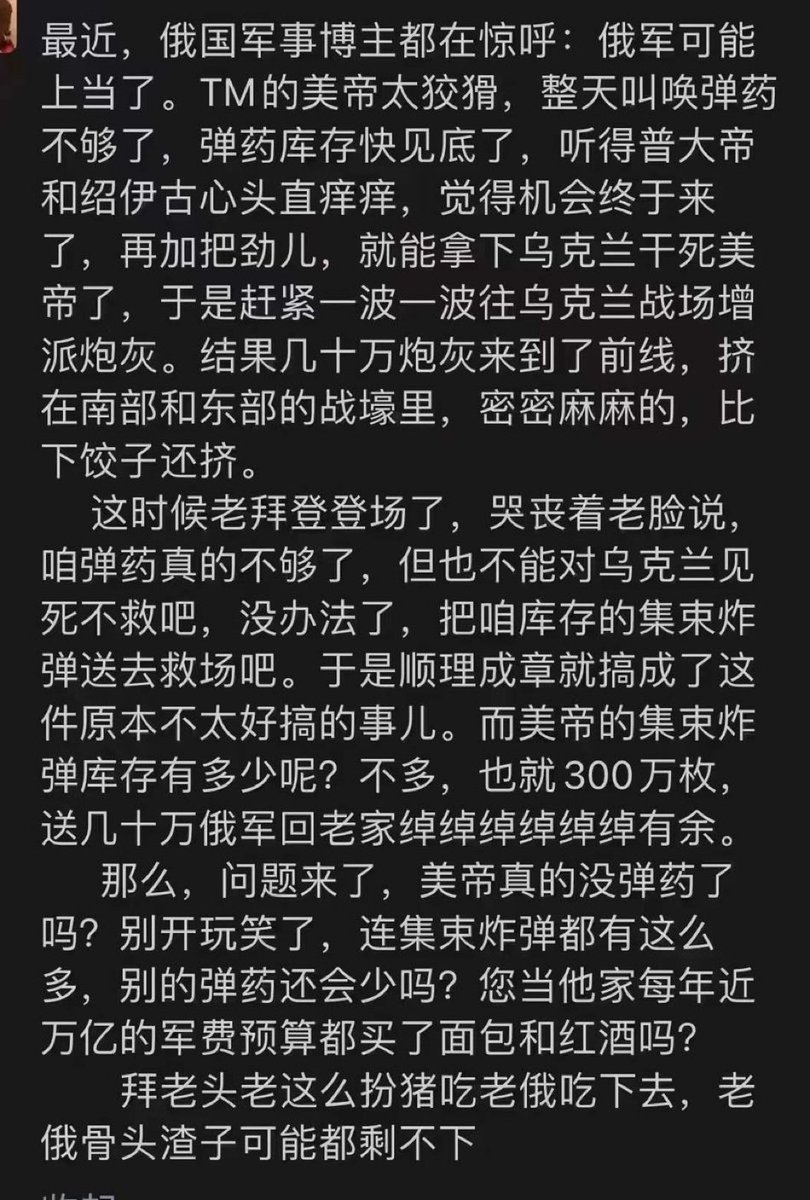 最近，俄国军事博主都在惊呼：俄军可能
上当了。TM的美帝太狡猾，整天叫唤弹药
不够了，弹药库存快见底了，听得普大帝
和绍伊古心头直痒痒，觉得机会终于来
了，再加把劲儿，就能拿下乌克兰干死美
帝了，于是赶紧一波一波往乌克兰战场增
派炮灰。结果几十万炮灰来到了前线，挤
在南部和东部的战壕里，密密麻麻的，比
下饺子还挤。
这时候老拜登登场了，哭丧着老脸说，
咱弹药真的不够了，但也不能对乌克兰见
死不救吧，没办法了，把咱库存的集束炸
弹送去救场吧。于是顺理成章就搞成了这
件原本不太好搞的事儿。而美帝的集束炸
弹库存有多少呢？不多，也就300万枚，
送几十万俄军回老家绰绰绰绰绰绰有余。
那么，问题来了，美帝真的没弹药了
吗？别开玩笑了，连集束炸弹都有这么
多，别的弹药还会少吗？您当他家每年近
万亿的军费预算都买了面包和红酒吗？
拜老头老这么扮猪吃老俄吃下去，老
俄骨头渣子可能都剩不下